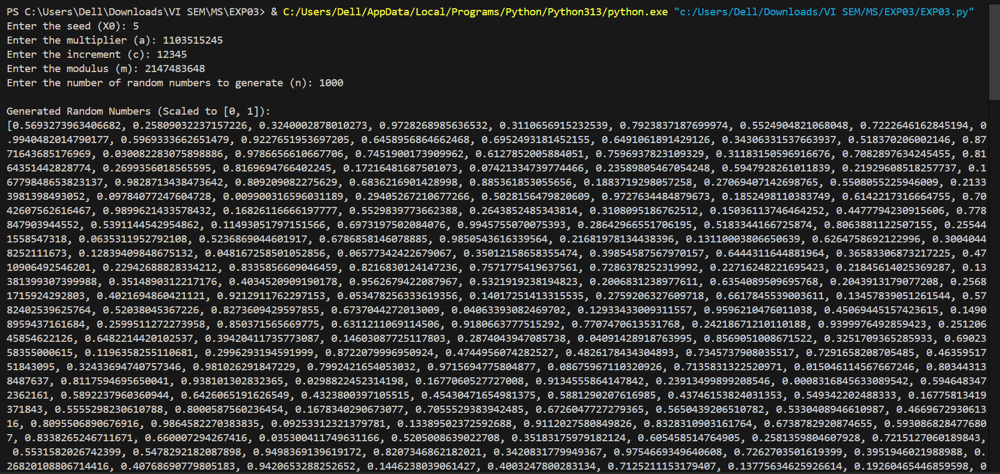 PS C:\Users\Dell\Downloads\VI SEM\MS\EXP03> & C:/Users/Dell/AppData/Local/Programs/Python/Python313/python.exe "c:/Users/Dell/Downloads/VI SEM/MS/EXP03/EXP03.py"
Enter the seed (X0): 5
Enter the multiplier (a): 1103515245
Enter the increment (c): 12345
Enter the modulus (m): 2147483648
Enter the number of random numbers to generate (n): 1000
Generated Random Numbers (Scaled to [0, 1]):
[0.5693273963406682, 0.25809032237157226, 0.3240002878010273, 0.9728268985636532, 0.3110656915232539, 0.7923837187699974, 0.5524904821068048, 0.7222646162845194, 0
.9940482014790177, 0.5969333662651479, 0.9227651953697205, 0.6458956864662468, 0.6952493181452155, 0.6491061891429126, 0.34306331537663937, 0.518370206002146, 0.87
71643685176969, 0.030082283075898886, 0.9786656610667706, 0.7451900173909962, 0.6127852005884051, 0.7596937823109329, 0.31183150596916676, 0.7082897634245455, 0.81
64351442828774, 0.2699356018565595, 0.8169694766402245, 0.17216481687501073, 0.07421334739774466, 0.23589805467054248, 0.5947928261011839, 0.21929608518257737, 0.1
6779848653823137, 0.9828713438473642, 0.809209082275629, 0.6836216901428998, 0.885361853055656, 0.1883719298057258, 0.27069407142698765, 0.5508055225946009, 0.2133
3981398493052, 0.09784077247604728, 0.009900316596031189, 0.29405267210677266, 0.5028156479820609, 0.9727634484879673, 0.1852498110383749, 0.6142217316664755, 0.70
42607562616467, 0.9899621433578432, 0.16826116666197777, 0.5529839773662388, 0.2643852485343814, 0.3108095186762512, 0.15036113746464252, 0.4477794230915606, 0.778
847903944552, 0.5391144542954862, 0.11493051797151566, 0.6973197502084076, 0.9945755070075393, 0.28642966551706195, 0.5183344166725874, 0.8063881122507155, 0.25544
1558547318, 0.0635311952792108, 0.5236869044601917, 0.6786858146078885, 0.9850543616339564, 0.21681978134438396, 0.13110003806650639, 0.6264758692122996, 0.3004044
8252111673, 0.12839409848675132, 0.048167258501052856, 0.06577342422679067, 0.35012158658355474, 0.39854587567970157, 0.6444311644881964, 0.36583306873217225, 0.47
10906492546201, 0.22942688828334212, 0.8335856609046459, 0.8216830124147236, 0.7571775419637561, 0.7286378252319992, 0.22716248221695423, 0.21845614025369287, 0.13
381399307399988, 0.3514890312217176, 0.4034520909190178, 0.9562679422087967, 0.5321919238194823, 0.2006831238977611, 0.6354089509695768, 0.2043913179077208, 0.2568
1715924292803, 0.4021694860421121, 0.9212911762297153, 0.053478256333619356, 0.14017251413315535, 0.2759206327609718, 0.6617845539003611, 0.13457839051261544, 0.57
82402539625764, 0.52038045367226, 0.8273609429597855, 0.6737044272013009, 0.04063393082469702, 0.12933433009311557, 0.9596210476011038, 0.45069445157423615, 0.1490
8959437161684, 0.2599511272273958, 0.850371565669775, 0.6311211069114506, 0.9180663777515292, 0.7707470613531768, 0.24218671210110188, 0.9399976492859423, 0.251206
45854622126, 0.6482214420102537, 0.39420411735773087, 0.14603087725117803, 0.2874043947085738, 0.04091428918763995, 0.8569051008671522, 0.3251709365285933, 0.69023
58355000615, 0.1196358255110681, 0.2996293194591999, 0.8722079996950924, 0.4744956074282527, 0.4826178434304893, 0.7345737908035517, 0.7291658208705485, 0.46359517
51843095, 0.32433694740757346, 0.981026291847229, 0.7992421654053032, 0.9715694775804877, 0.08675967110320926, 0.7135831322520971, 0.015046114567667246, 0.80344313
8487637, 0.8117594695650041, 0.938101302832365, 0.0298822452314198, 0.1677060527727008, 0.9134555864147842, 0.23913499899208546, 0.0008316845633089542, 0.594648347
2362161, 0.5892237960360944, 0.6426065191626549, 0.4323800397105515, 0.45430471654981375, 0.5881290207616985, 0.43746153824031353, 0.549342202488333, 0.16775813419
371843, 0.5555298230610788, 0.8000587560236454, 0.1678340290673077, 0.7055529383942485, 0.6726047727279365, 0.5650439206510782, 0.5330408946610987, 0.4669672930613
16, 0.8095506890676916, 0.9864582270383835, 0.09253312321379781, 0.13389502372592688, 0.9112027580849826, 0.8328310903161764, 0.6738782920874655, 0.593086828477680
7, 0.8338265246711671, 0.660007294267416, 0.035300411749631166, 0.5205008639022708, 0.35183175979182124, 0.605458514764905, 0.2581359804607928, 0.7215127060189843,
0.5531582026742399, 0.5478292182087898, 0.9498369139619172, 0.8207346862182021, 0.3420831779949367, 0.9754669349640608, 0.7262703501619399, 0.3951946021988988, 0.
26820108806714416, 0.40768690779805183, 0.9420653288252652, 0.1446238039061427, 0.4003247800283134, 0.7125211153179407, 0.13775634625926614, 0.19260465446859598, 0